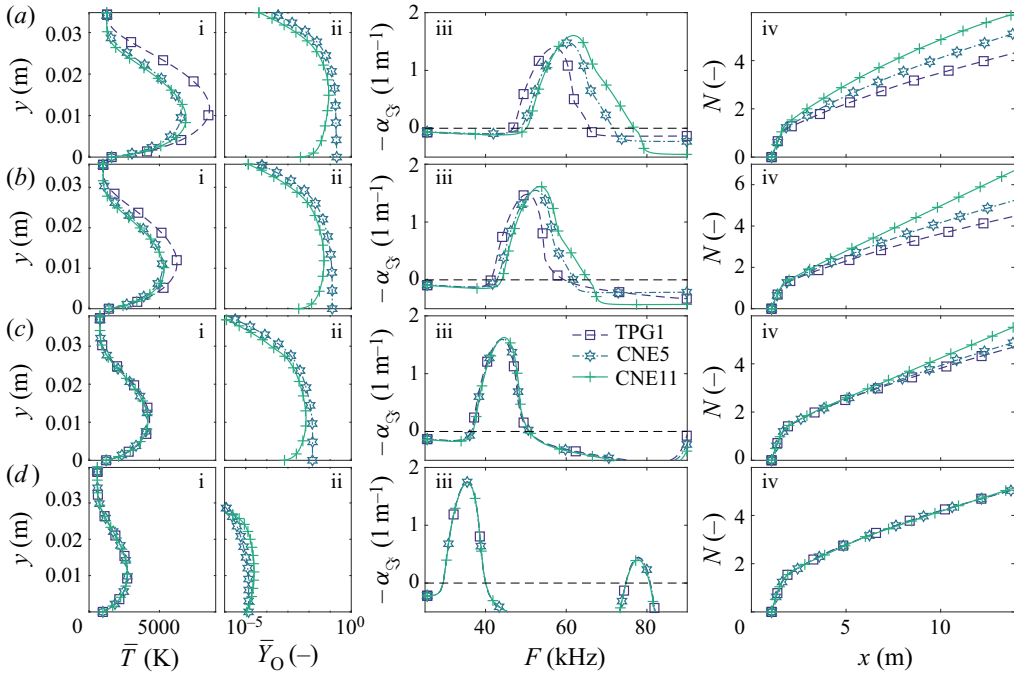 (a) i ii iii iv
y (m) 0.03 0.02 0.01 0
−α𝔍 (1 m⁻¹) 2 1 0
N (–) 4 2 0
(b) i ii iii iv
y (m) 0.03 0.02 0.01 0
−α𝔍 (1 m⁻¹) 2 1 0
N (–) 6 4 2 0
(c) i ii iii iv
y (m) 0.03 0.02 0.01 0
−α𝔍 (1 m⁻¹) 2 1 0
TPG1
CNE5
CNE11
N (–) 4 2 0
(d) i ii iii iv
y (m) 0.03 0.02 0.01
−α𝔍 (1 m⁻¹) 2 1 0
N (–) 4 2 0
0 5000 10⁻⁵ 10⁰ 40 60 80 5 10
T̅ (K) Y̅O (–) F (kHz) x (m)